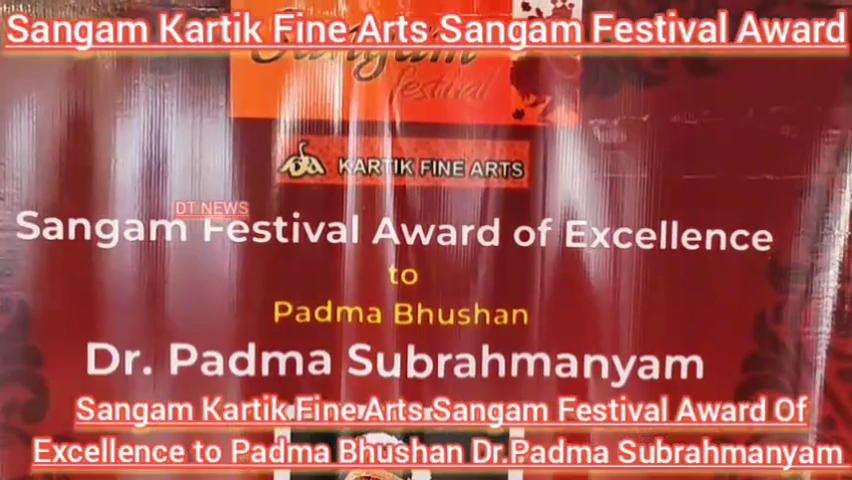 Sangam Kartik Fine Arts Sangam Festival Award
Sangam
festival
KARTIK FINE ARTS
DT NEWS
Sangam Festival Award of Excellence
to
Padma Bhushan
Dr. Padma Subrahmanyam
Sangam Kartik Fine Arts Sangam Festival Award Of
Excellence to Padma Bhushan Dr.Padma Subrahmanyam